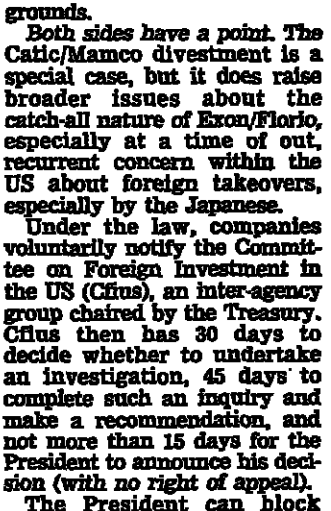 grounds.
Both sides have a point. The
Catic/Mamco divestment is a
special case, but it does raise
broader issues about the
catch-all nature of Exon/Florio,
especially at a time of out,
recurrent concern within the
US about foreign takeovers,
especially by the Japanese.
Under the law, companies
voluntarily notify the Commit-
tee on Foreign Investment in
the US (Cfius), an inter-agency
group chaired by the Treasury.
Cfius then has 30 days to
decide whether to undertake
an investigation, 45 days to
complete such an inquiry and
make a recommendation, and
not more than 15 days for the
President to announce his deci-
sion (with no right of appeal).
The President can block